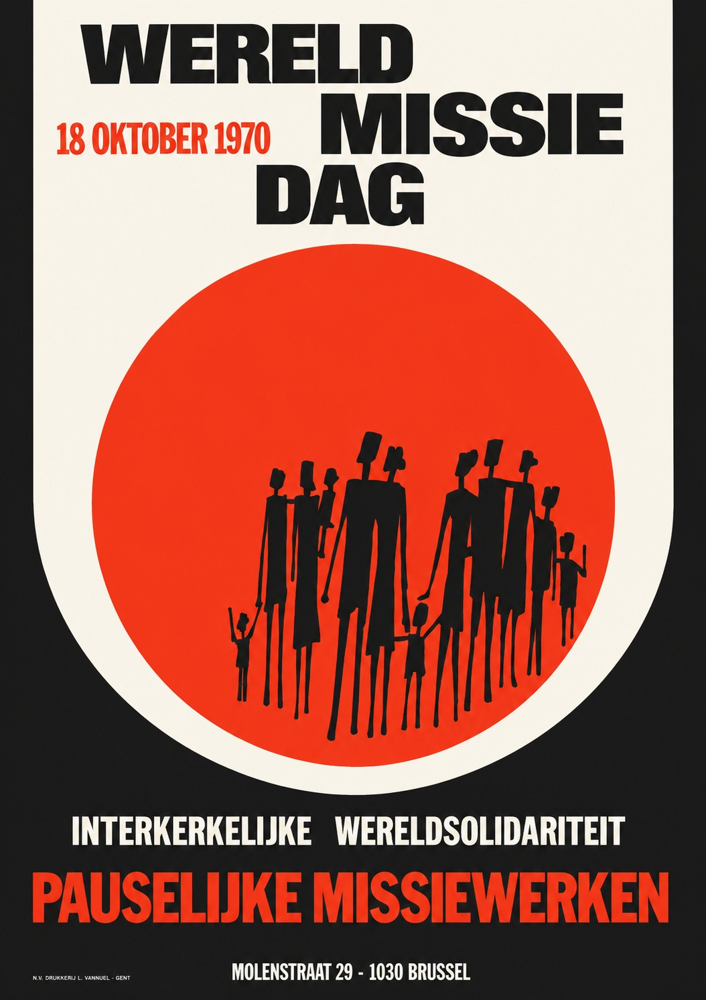 WERELD
MISSIE
18 OKTOBER 1970
DAG
INTERKERKELIJKE WERELDSOLIDARITEIT
PAUSELIJKE MISSIEWERKEN
MOLENSTRAAT 29 - 1030 BRUSSEL
N.V. DRUKKERIJ L. VANNUEL - GENT